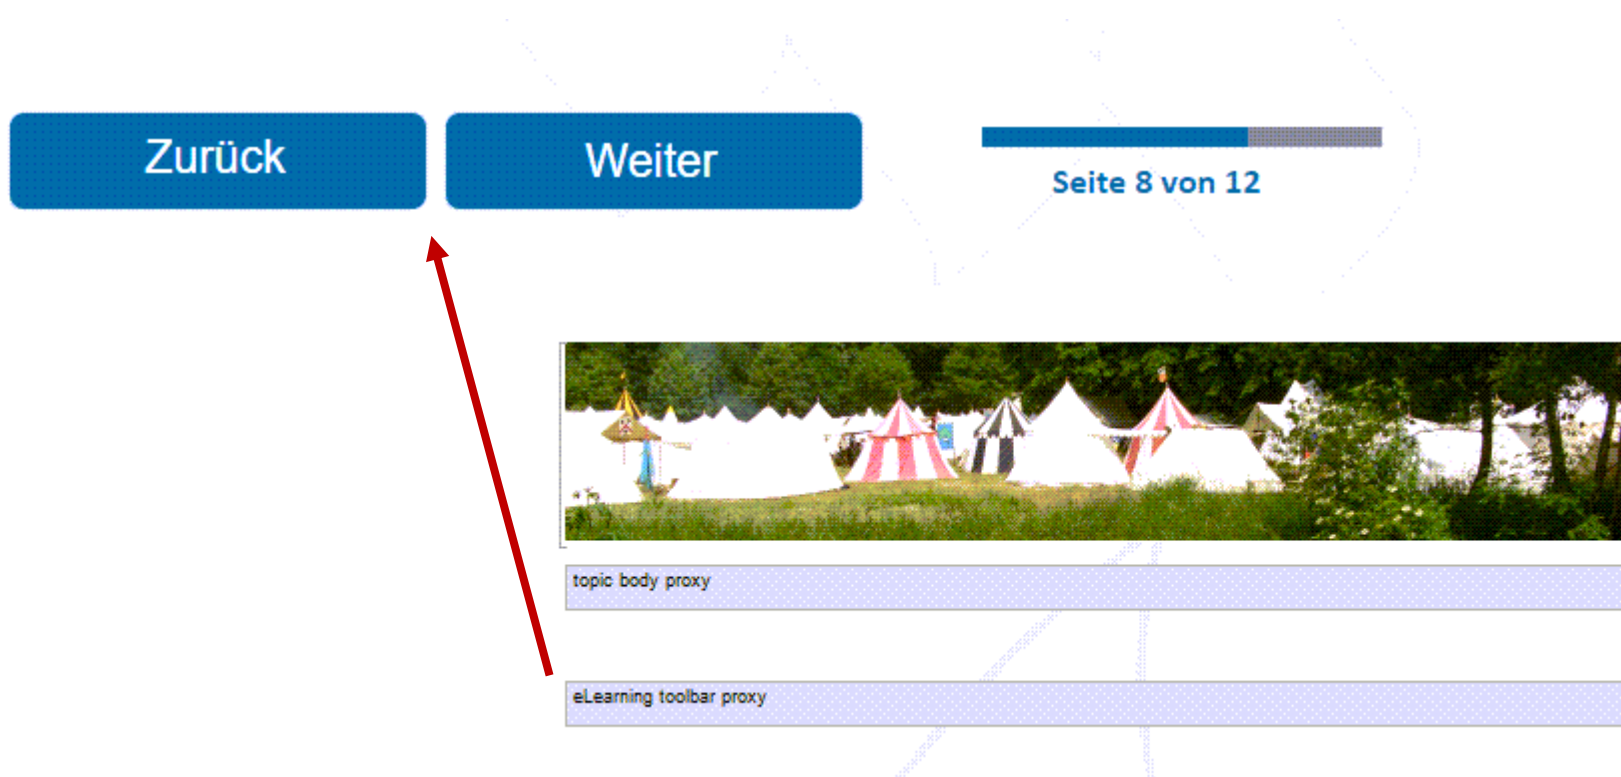 Zurück
Weiter
Seite 8 von 12
topic body proxy
eLearning toolbar proxy